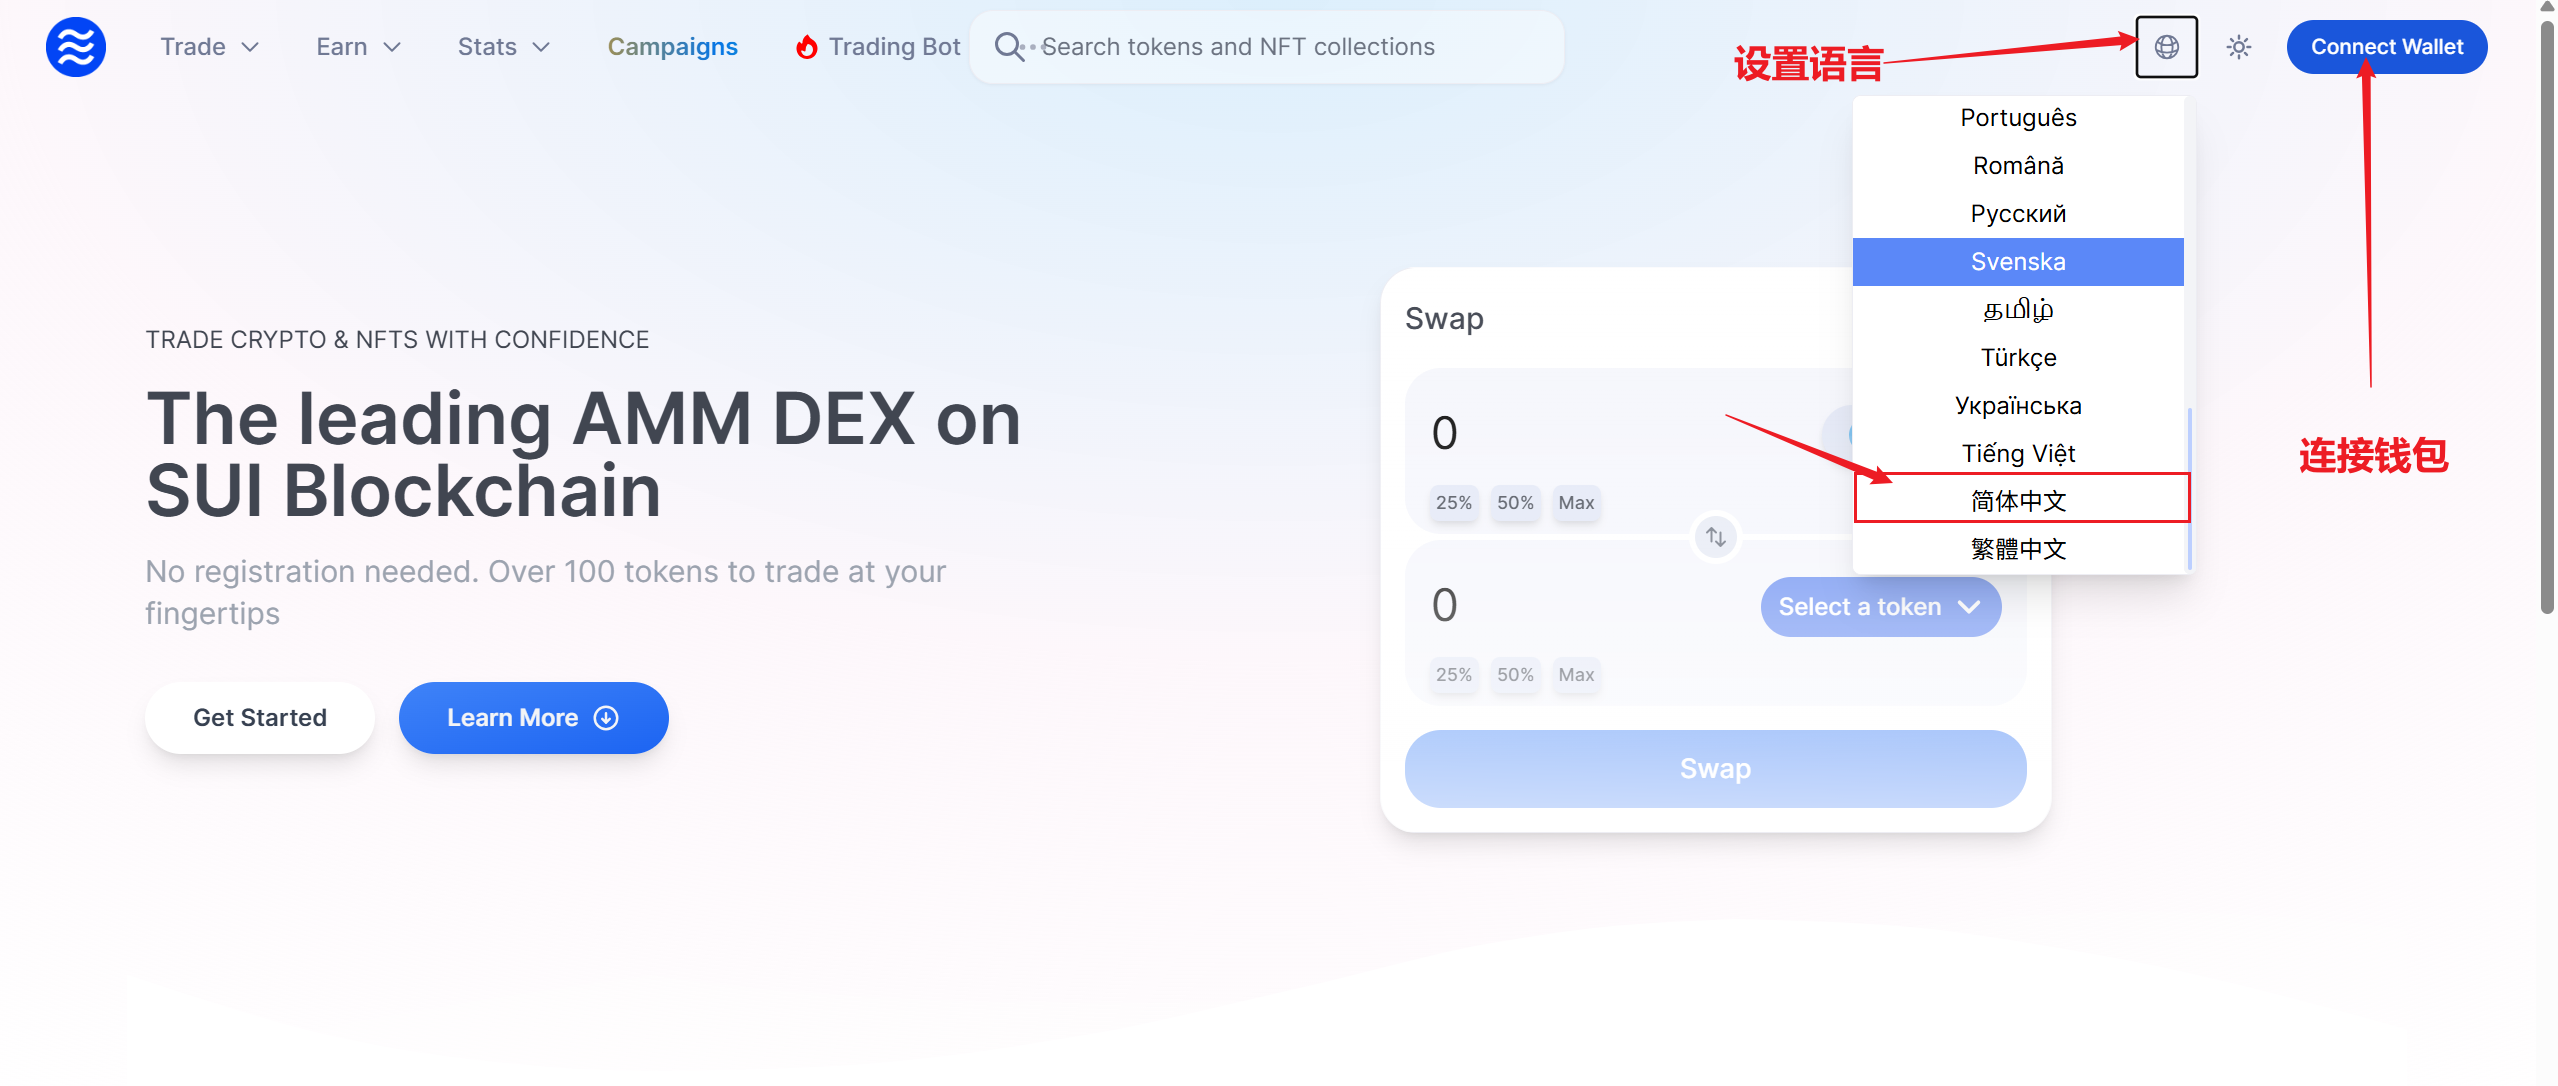 Trade
Earn
Stats
Campaigns
Trading Bot
Search tokens and NFT collections
设置语言
Connect Wallet
Português
Română
Русский
Svenska
தமிழ்
Türkçe
Українська
Tiếng Việt
简体中文
繁體中文
连接钱包
TRADE CRYPTO & NFTS WITH CONFIDENCE
The leading AMM DEX on
SUI Blockchain
No registration needed. Over 100 tokens to trade at your
fingertips
Get Started
Learn More
Swap
0
25% 50% Max
0
Select a token
25% 50% Max
Swap